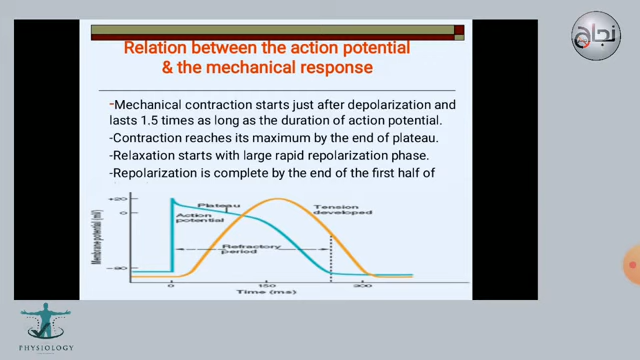 نجاح
Relation between the action potential
& the mechanical response
-Mechanical contraction starts just after depolarization and
lasts 1.5 times as long as the duration of action potential.
-Contraction reaches its maximum by the end of plateau.
-Relaxation starts with large rapid repolarization phase.
-Repolarization is complete by the end of the first half of
Membrane potential (mV)
+20
0
-90
Plateau
Action
potential
Tension
developed
Refractory
period
0
150
200
Time (ms)
PHYSIOLOGY